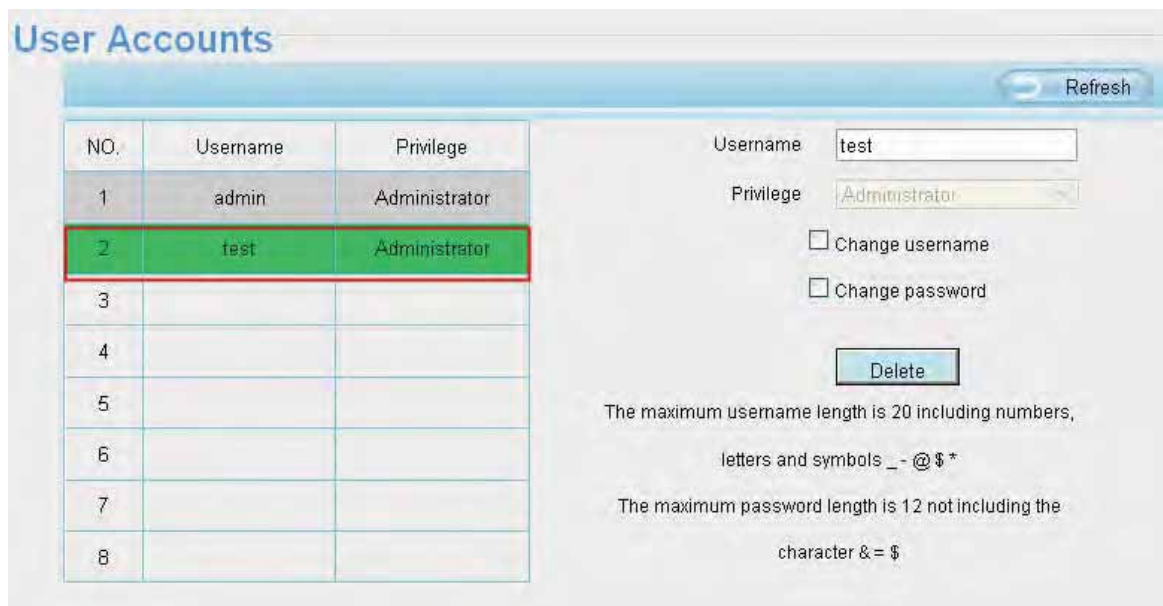 User Accounts
Refresh
NO. Username Privilege
1 admin Administrator
2 test Administrator
3
4
5
6
7
8
Username test
Privilege Administrator
Change username
Change password
Delete
The maximum username length is 20 including numbers,
letters and symbols _ - @ $ *
The maximum password length is 12 not including the
character & = $